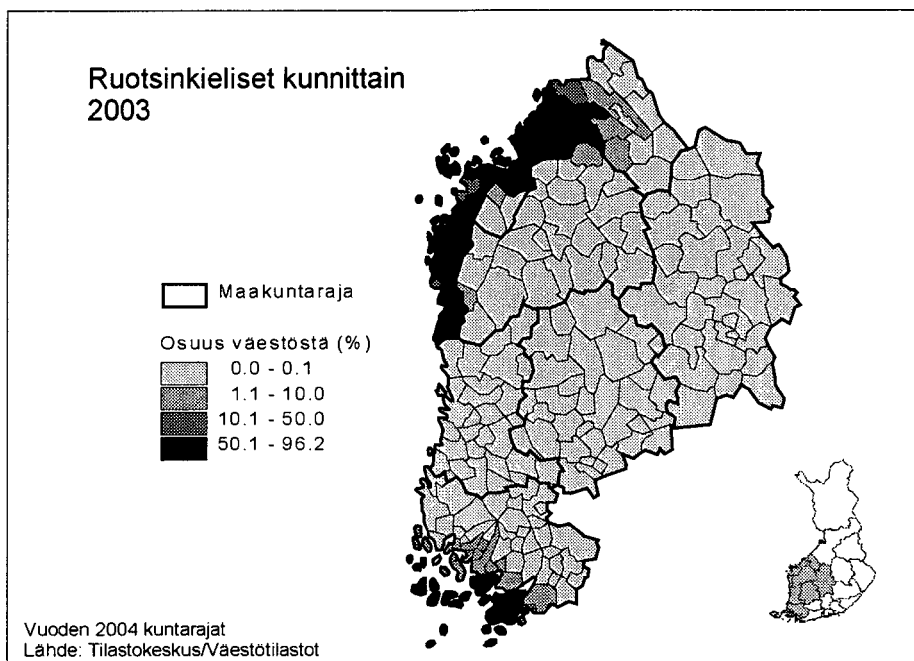 Ruotsinkieliset kunnittain
2003
Maakuntaraja
Osuus väestöstä (%)
0.0 - 0.1
1.1 - 10.0
10.1 - 50.0
50.1 - 96.2
Vuoden 2004 kuntarajat
Lähde: Tilastokeskus/Väestötilastot